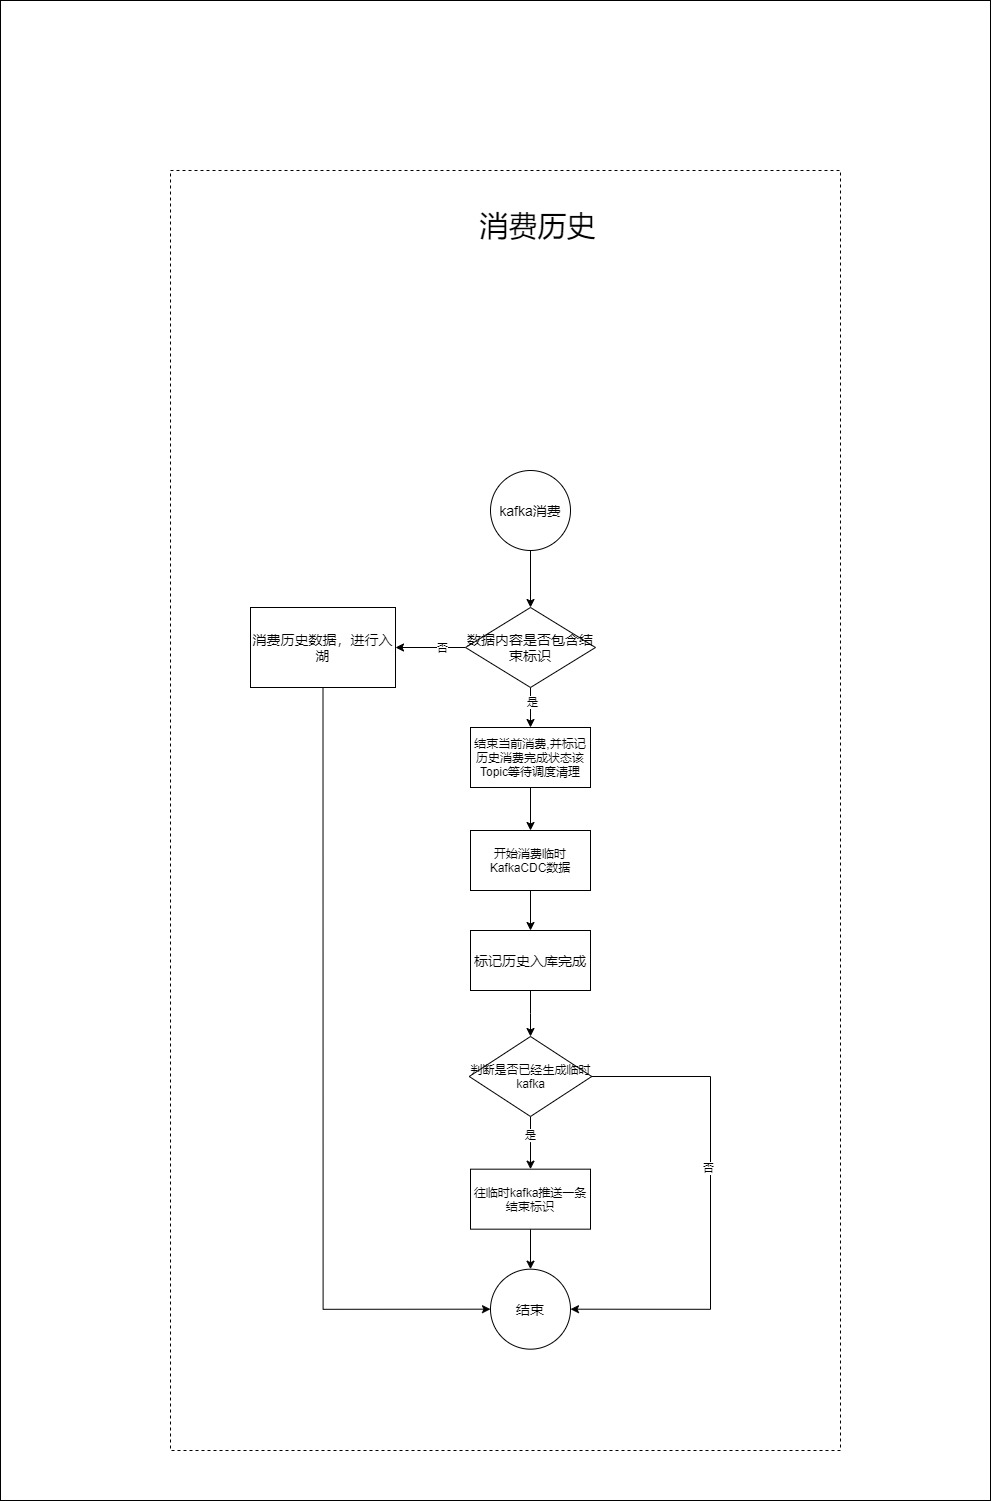 消费历史
kafka消费
数据内容是否包含结
束标识
否
消费历史数据，进行入
湖
是
结束当前消费,并标记
历史消费完成状态该
Topic等待调度清理
开始消费临时
KafkaCDC数据
标记历史入库完成
判断是否已经生成临时
kafka
是
否
往临时kafka推送一条
结束标识
结束